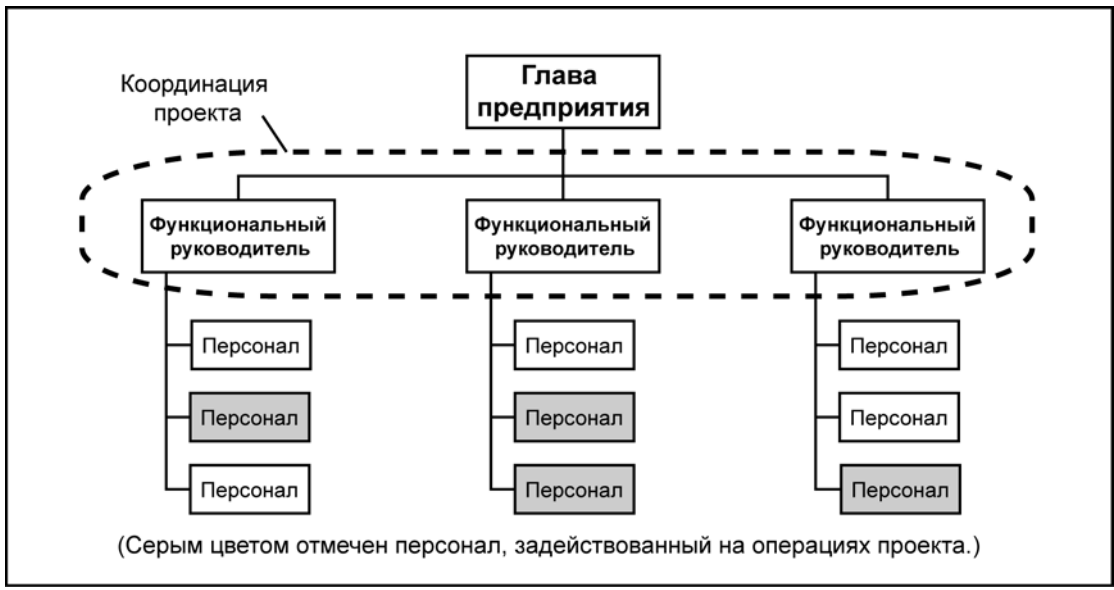 Координация
проекта
Глава
предприятия
Функциональный
руководитель
Функциональный
руководитель
Функциональный
руководитель
Персонал
Персонал
Персонал
Персонал
Персонал
Персонал
Персонал
Персонал
Персонал
(Серым цветом отмечен персонал, задействованный на операциях проекта.)